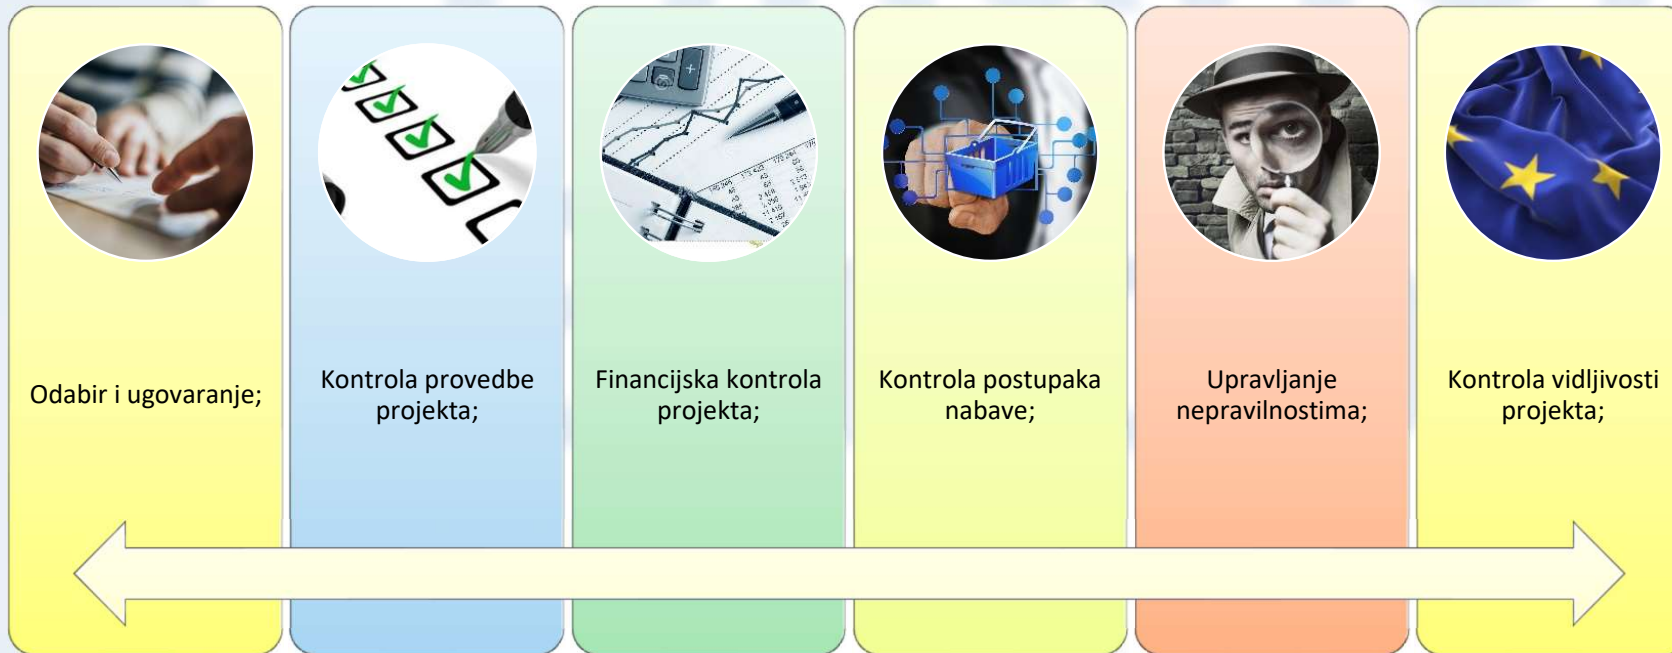 Odabir i ugovaranje;
Kontrola provedbe
projekta;
Financijska kontrola
projekta;
Kontrola postupaka
nabave;
Upravljanje
nepravilnostima;
Kontrola vidljivosti
projekta;